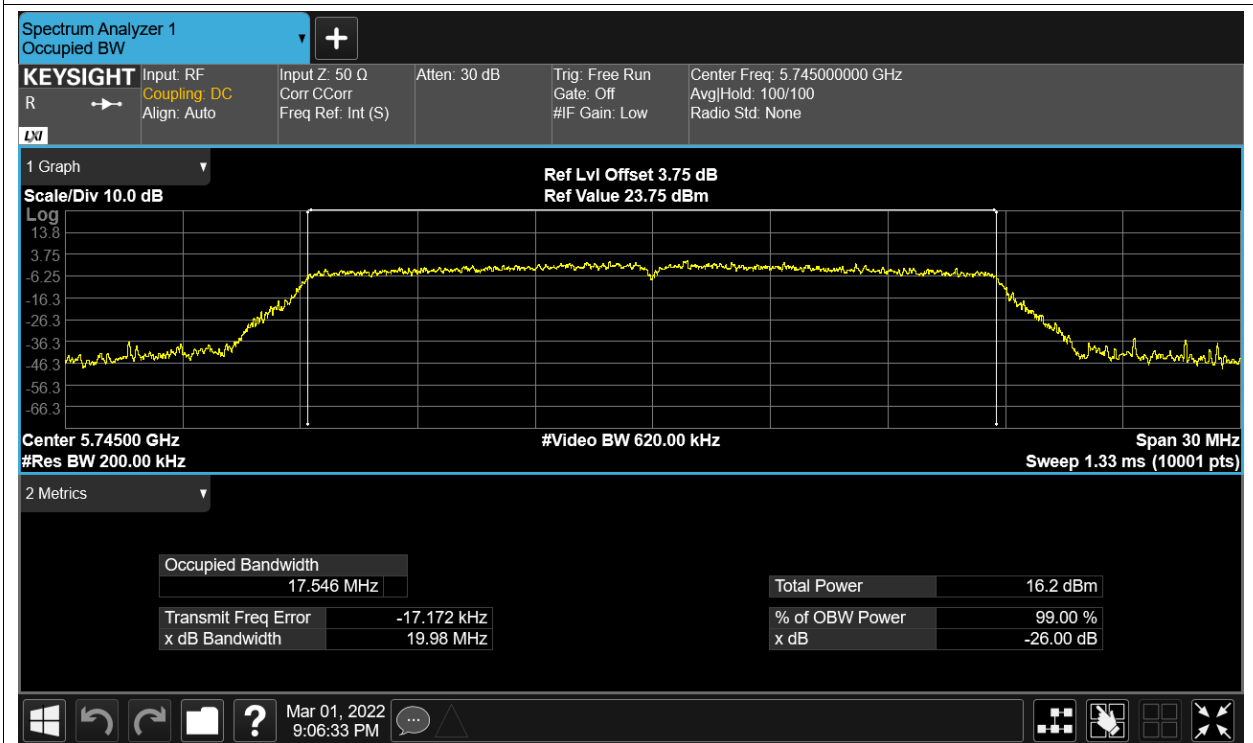 Spectrum Analyzer 1
Occupied BW
KEYSIGHT
R
LXI
Input: RF
Coupling: DC
Align: Auto
Input Z: 50 Ω
Corr CCorr
Freq Ref: Int (S)
Atten: 30 dB
Trig: Free Run
Gate: Off
#IF Gain: Low
Center Freq: 5.745000000 GHz
Avg|Hold: 100/100
Radio Std: None
1 Graph
Scale/Div 10.0 dB
Ref Lvl Offset 3.75 dB
Ref Value 23.75 dBm
Log
13.8
3.75
-6.25
-16.3
-26.3
-36.3
-46.3
-56.3
-66.3
Center 5.74500 GHz
#Video BW 620.00 kHz
Span 30 MHz
#Res BW 200.00 kHz
Sweep 1.33 ms (10001 pts)
2 Metrics
Occupied Bandwidth
17.546 MHz
Total Power 16.2 dBm
Transmit Freq Error -17.172 kHz
% of OBW Power 99.00 %
x dB Bandwidth 19.98 MHz
x dB -26.00 dB
?
Mar 01, 2022
9:06:33 PM